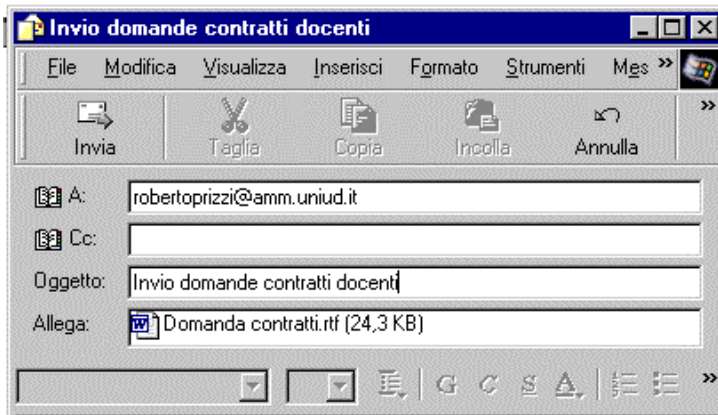 Invio domande contratti docenti
File Modifica Visualizza Inserisci Formato Strumenti Mes »
Invia Taglia Copia Incolla Annulla »
A: robertoprizzi@amm.uniud.it
Cc:
Oggetto: Invio domande contratti docenti
Allega: Domanda contratti.rtf (24,3 KB)
G C S A »